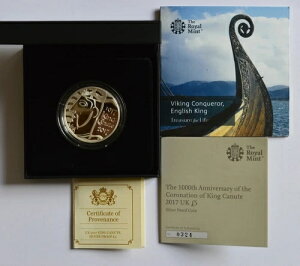 The
Royal
Mint®
Viking Conqueror,
English King
Treasure for Life
The
Royal
Mint®
The 1000th Anniversary of the
Coronation of King Canute
2017 UK £5
Silver Proof Coin
0324
Certificate of
Provenance